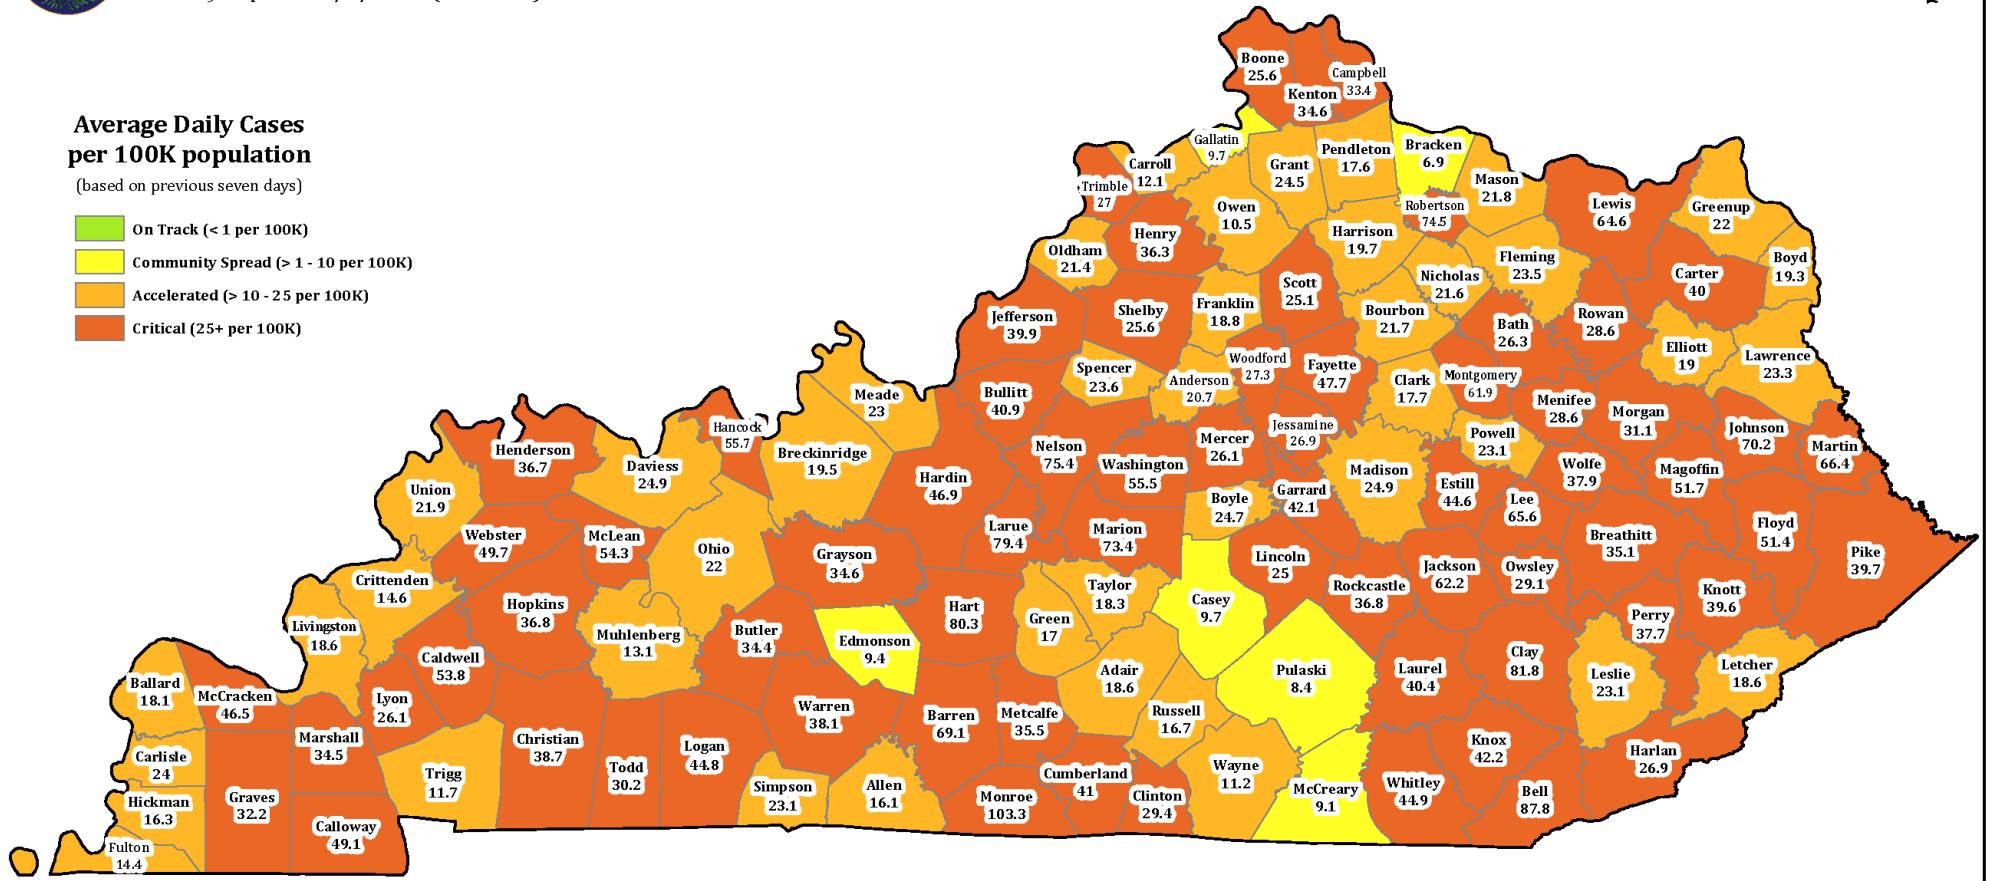 Average Daily Cases
per 100K population
(based on previous seven days)
On Track (< 1 per 100K)
Community Spread (> 1 - 10 per 100K)
Accelerated (> 10 - 25 per 100K)
Critical (25+ per 100K)
Boone
25.6
Campbell
33.4
Kenton
34.6
Gallatin
9.7
Carroll
12.1
Trimble
27
Grant
24.5
Pendleton
17.6
Bracken
6.9
Mason
21.8
Robertson
74.5
Lewis
64.6
Greenup
22
Boyd
19.3
Owen
10.5
Henry
36.3
Oldham
21.4
Harrison
19.7
Nicholas
21.6
Fleming
23.5
Carter
40
Scott
25.1
Franklin
18.8
Shelby
25.6
Jefferson
39.9
Bourbon
21.7
Bath
26.3
Rowan
28.6
Elliott
19
Lawrence
23.3
Spencer
23.6
Anderson
20.7
Woodford
27.3
Fayette
47.7
Clark
17.7
Montgomery
61.9
Menifee
28.6
Morgan
31.1
Johnson
70.2
Martin
66.4
Meade
23
Bullitt
40.9
Hancock
55.7
Breckinridge
19.5
Henderson
36.7
Daviess
24.9
Union
21.9
Hardin
46.9
Nelson
75.4
Washington
55.5
Mercer
26.1
Jessamine
26.9
Madison
24.9
Powell
23.1
Estill
44.6
Wolfe
37.9
Magoffin
51.7
Lee
65.6
Garrard
42.1
Boyle
24.7
Webster
49.7
McLean
54.3
Ohio
22
Grayson
34.6
Larue
79.4
Marion
73.4
Lincoln
25
Rockcastle
36.8
Jackson
62.2
Owsley
29.1
Breathitt
35.1
Floyd
51.4
Pike
39.7
Knott
39.6
Perry
37.7
Crittenden
14.6
Livingston
18.6
Hopkins
36.8
Muhlenberg
13.1
Butler
34.4
Edmonson
9.4
Hart
80.3
Green
17
Taylor
18.3
Casey
9.7
Pulaski
8.4
Laurel
40.4
Clay
81.8
Leslie
23.1
Letcher
18.6
Ballard
18.1
McCracken
46.5
Lyon
26.1
Caldwell
53.8
Marshall
34.5
Carlisle
24
Hickman
16.3
Fulton
14.4
Graves
32.2
Calloway
49.1
Trigg
11.7
Christian
38.7
Todd
30.2
Logan
44.8
Warren
38.1
Simpson
23.1
Allen
16.1
Barren
69.1
Metcalfe
35.5
Adair
18.6
Russell
16.7
Monroe
103.3
Cumberland
41
Clinton
29.4
Wayne
11.2
McCreary
9.1
Whitley
44.9
Knox
42.2
Bell
87.8
Harlan
26.9